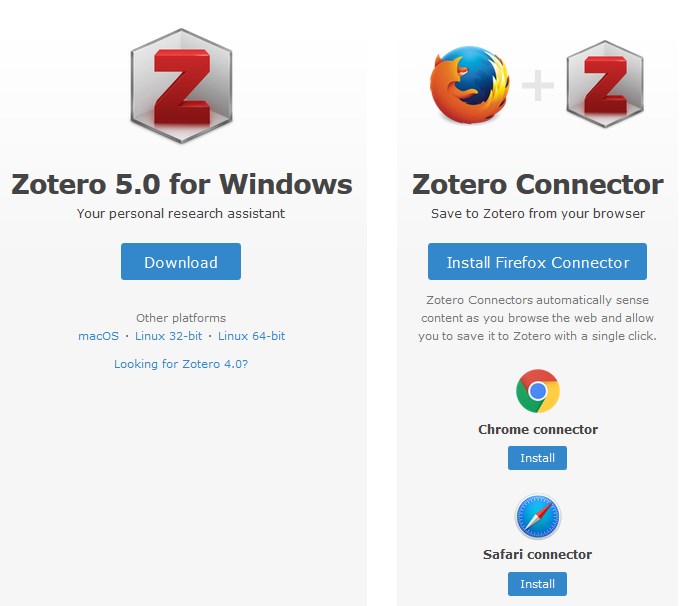 Zotero 5.0 for Windows
Your personal research assistant
Download
Other platforms
macOS · Linux 32-bit · Linux 64-bit
Looking for Zotero 4.0?
Zotero Connector
Save to Zotero from your browser
Install Firefox Connector
Zotero Connectors automatically sense
content as you browse the web and allow
you to save it to Zotero with a single click.
Chrome connector
Install
Safari connector
Install